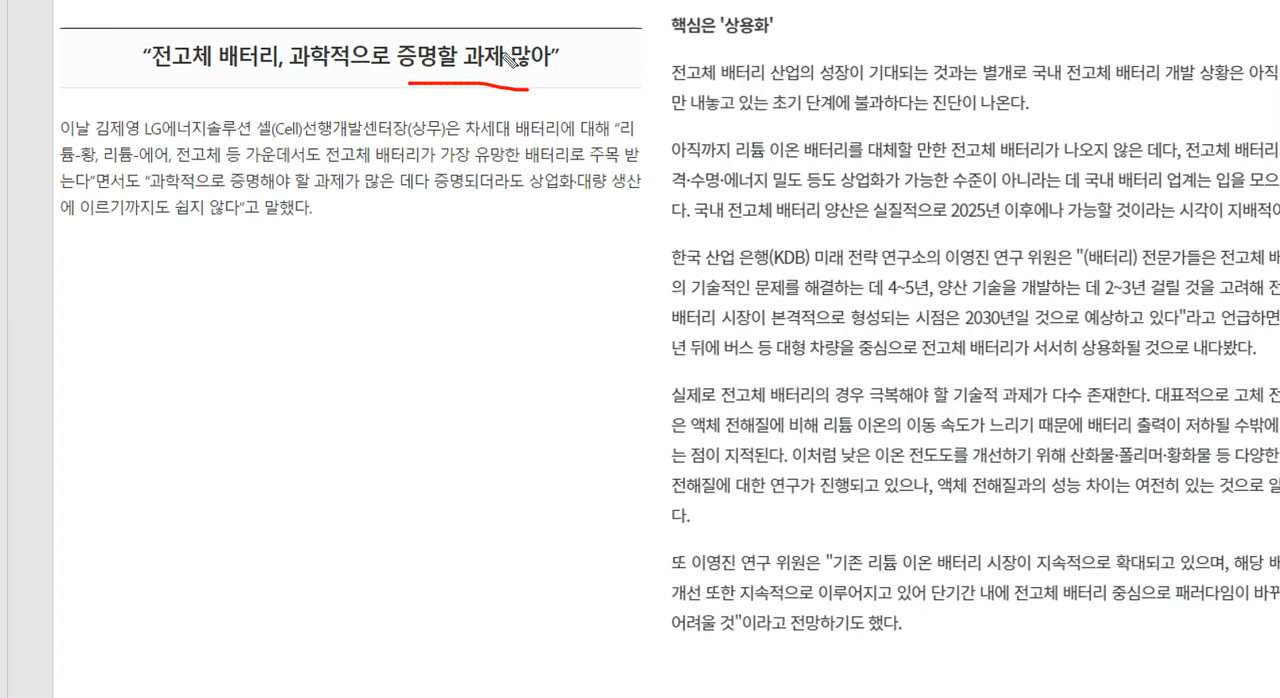 “전고체 배터리, 과학적으로 증명할 과제 많아”
이날 김제영 LG에너지솔루션 셀(Cell)선행개발센터장(상무)은 차세대 배터리에 대해 “리
튬-황, 리튬-에어, 전고체 등 가운데서도 전고체 배터리가 가장 유망한 배터리로 주목 받
는다”면서도 “과학적으로 증명해야 할 과제가 많은 데다 증명되더라도 상업화·대량 생산
에 이르기까지도 쉽지 않다”고 말했다.
핵심은 '상용화'
전고체 배터리 산업의 성장이 기대되는 것과는 별개로 국내 전고체 배터리 개발 상황은 아직
만 내놓고 있는 초기 단계에 불과하다는 진단이 나온다.
아직까지 리튬 이온 배터리를 대체할 만한 전고체 배터리가 나오지 않은 데다, 전고체 배터리
격·수명·에너지 밀도 등도 상업화가 가능한 수준이 아니라는 데 국내 배터리 업계는 입을 모으
다. 국내 전고체 배터리 양산은 실질적으로 2025년 이후에나 가능할 것이라는 시각이 지배적
한국 산업 은행(KDB) 미래 전략 연구소의 이영진 연구 위원은 "(배터리) 전문가들은 전고체 배
의 기술적인 문제를 해결하는 데 4~5년, 양산 기술을 개발하는 데 2~3년 걸릴 것을 고려해 전
배터리 시장이 본격적으로 형성되는 시점은 2030년일 것으로 예상하고 있다"라고 언급하면
년 뒤에 버스 등 대형 차량을 중심으로 전고체 배터리가 서서히 상용화될 것으로 내다봤다.
실제로 전고체 배터리의 경우 극복해야 할 기술적 과제가 다수 존재한다. 대표적으로 고체 전
은 액체 전해질에 비해 리튬 이온의 이동 속도가 느리기 때문에 배터리 출력이 저하될 수밖에
는 점이 지적된다. 이처럼 낮은 이온 전도도를 개선하기 위해 산화물·폴리머·황화물 등 다양한
전해질에 대한 연구가 진행되고 있으나, 액체 전해질과의 성능 차이는 여전히 있는 것으로 알
다.
또 이영진 연구 위원은 "기존 리튬 이온 배터리 시장이 지속적으로 확대되고 있으며, 해당 배
개선 또한 지속적으로 이루어지고 있어 단기간 내에 전고체 배터리 중심으로 패러다임이 바꾸
어려울 것"이라고 전망하기도 했다.